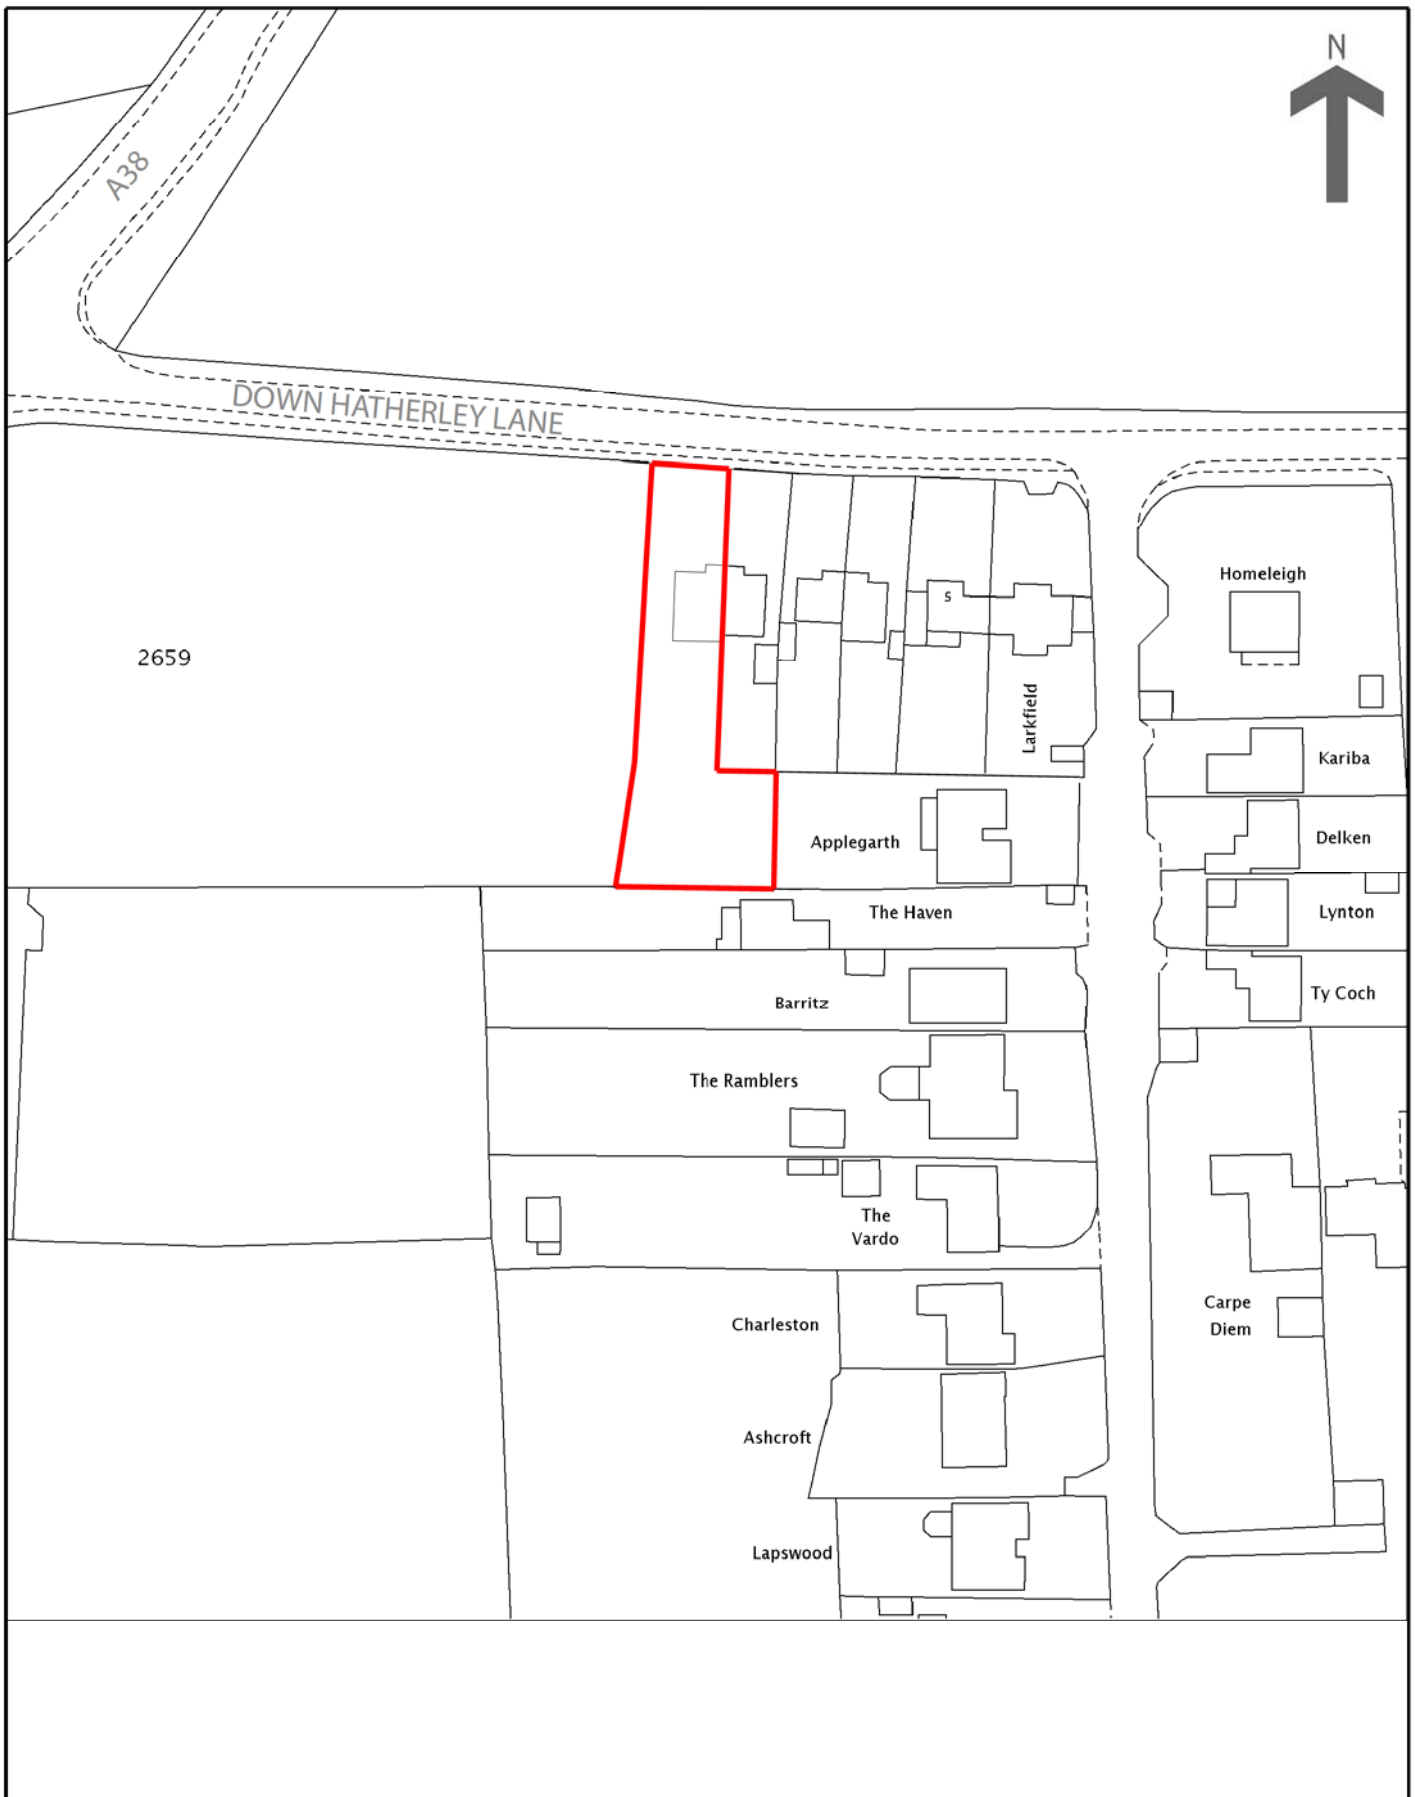 N
A38
DOWN HATHERLEY LANE
Homeleigh
5
2659
Larkfield
Kariba
Applegarth
Delken
The Haven
Lynton
Barritz
Ty Coch
The Ramblers
The
Vardo
Carpe
Diem
Charleston
Ashcroft
Lapswood